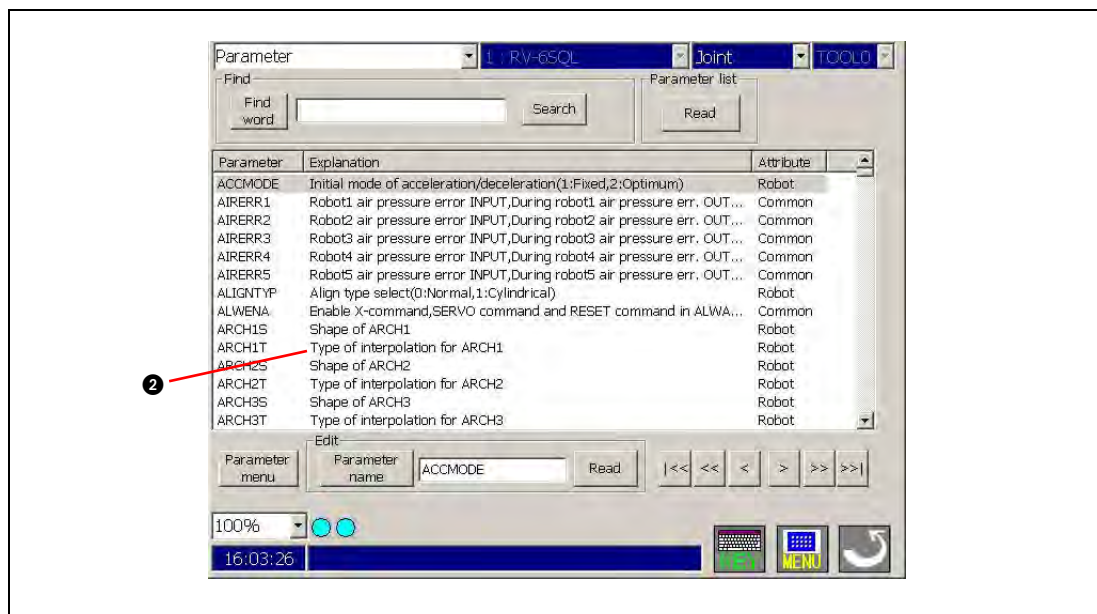 Parameter 1 : RV-6SQL Joint TOOL0
Find Parameter list
Find word Search Read
Parameter Explanation Attribute
ACCMODE Initial mode of acceleration/deceleration(1:Fixed,2:Optimum) Robot
AIRERR1 Robot1 air pressure error INPUT,During robot1 air pressure err. OUT... Common
AIRERR2 Robot2 air pressure error INPUT,During robot2 air pressure err. OUT... Common
AIRERR3 Robot3 air pressure error INPUT,During robot3 air pressure err. OUT... Common
AIRERR4 Robot4 air pressure error INPUT,During robot4 air pressure err. OUT... Common
AIRERR5 Robot5 air pressure error INPUT,During robot5 air pressure err. OUT... Common
ALIGNTYP Align type select(0:Normal,1:Cylindrical) Robot
ALWENA Enable X-command,SERVO command and RESET command in ALWA... Common
ARCH1S Shape of ARCH1 Robot
ARCH1T Type of interpolation for ARCH1 Robot
ARCH2S Shape of ARCH2 Robot
2
ARCH2T Type of interpolation for ARCH2 Robot
ARCH3S Shape of ARCH3 Robot
ARCH3T Type of interpolation for ARCH3 Robot
Edit
Parameter menu Parameter name ACCMODE Read |<< << < > >> >>|
100%
16:03:26 MENU